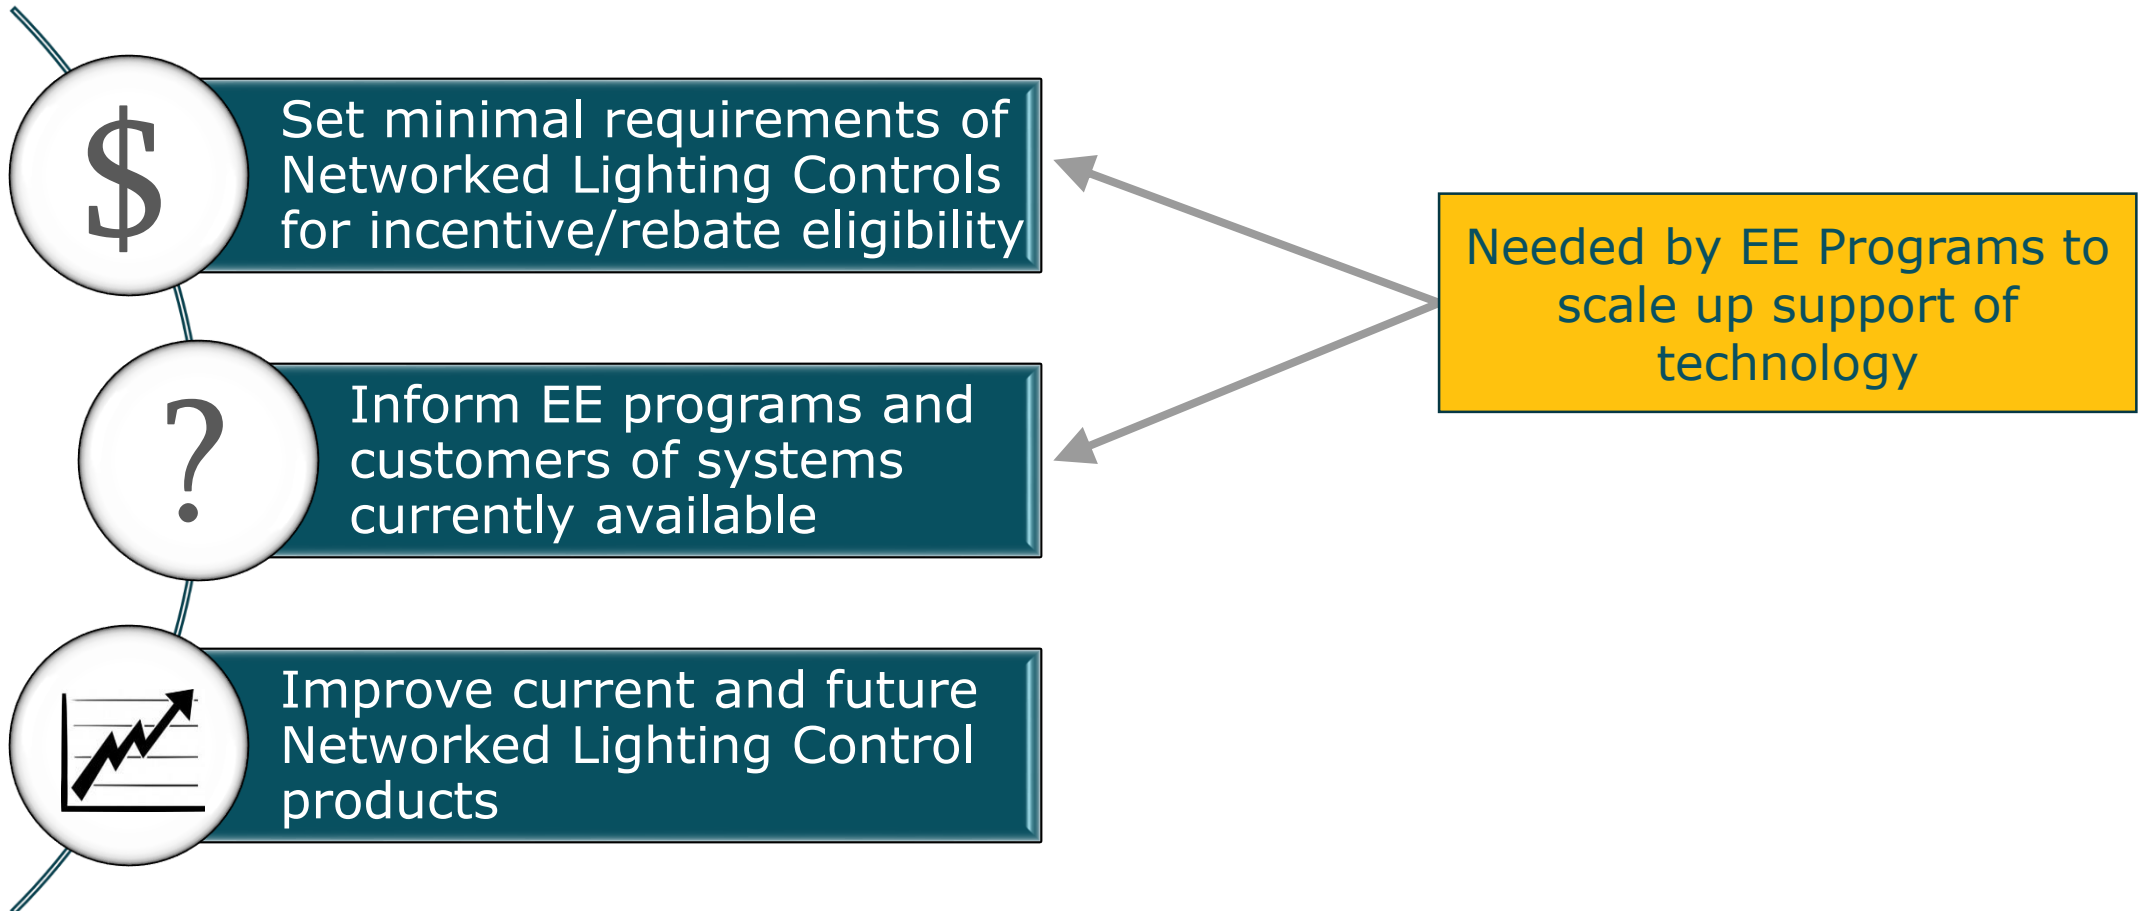 $
Set minimal requirements of
Networked Lighting Controls
for incentive/rebate eligibility
Needed by EE Programs to
scale up support of
technology
?
Inform EE programs and
customers of systems
currently available
Improve current and future
Networked Lighting Control
products